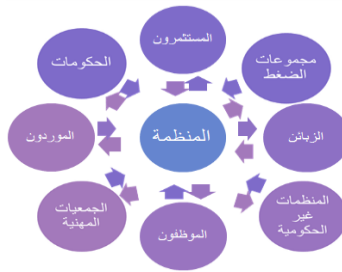 المستثمرون
مجموعات
الضغط
الحكومات
الزبائن
المنظمة
الموردون
المنظمات
غير
الحكومية
الجمعيات
المهنية
الموظفون